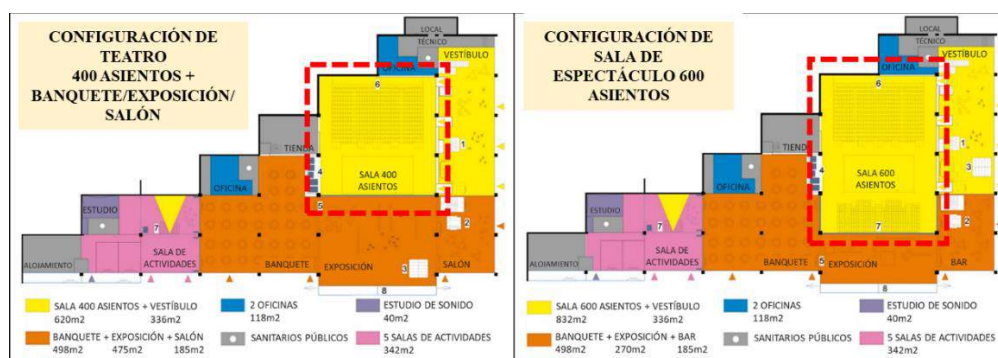 CONFIGURACIÓN DE
TEATRO
400 ASIENTOS +
BANQUETE/EXPOSICIÓN/
SALÓN
LOCAL
TÉCNICO
OFICINA
VESTÍBULO
6
1
TIENDA
4
SALA 400
ASIENTOS
OFICINA
5
2
ESTUDIO
7
SALA DE
ACTIVIDADES
ALOJAMIENTO
BANQUETE
EXPOSICIÓN
3
SALÓN
8
SALA 400 ASIENTOS + VESTÍBULO
620m2 336m2
2 OFICINAS
118m2
ESTUDIO DE SONIDO
40m2
BANQUETE + EXPOSICIÓN + SALÓN
498m2 475m2 185m2
SANITARIOS PÚBLICOS
5 SALAS DE ACTIVIDADES
342m2
CONFIGURACIÓN DE
SALA DE
ESPECTÁCULO 600
ASIENTOS
LOCAL
TÉCNICO
OFICINA
VESTÍBULO
6
1
TIENDA
4
3
SALA 600
ASIENTOS
OFICINA
2
ESTUDIO
7
7
SALA DE
ACTIVIDADES
ALOJAMIENTO
BANQUETE
5
EXPOSICIÓN
BAR
8
SALA 600 ASIENTOS + VESTÍBULO
832m2 336m2
2 OFICINAS
118m2
ESTUDIO DE SONIDO
40m2
BANQUETE + EXPOSICIÓN + BAR
498m2 270m2 185m2
SANITARIOS PÚBLICOS
5 SALAS DE ACTIVIDADES
342m2